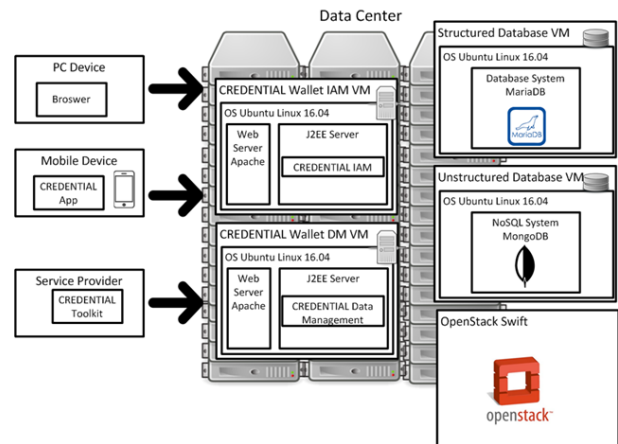 Data Center
PC Device
Broswer
Mobile Device
CREDENTIAL
App
Service Provider
CREDENTIAL
Toolkit
CREDENTIAL Wallet IAM VM
OS Ubuntu Linux 16.04
Web
Server
Apache
J2EE Server
CREDENTIAL IAM
CREDENTIAL Wallet DM VM
OS Ubuntu Linux 16.04
Web
Server
Apache
J2EE Server
CREDENTIAL Data
Management
Structured Database VM
OS Ubuntu Linux 16.04
Database System
MariaDB
MariaDB
Unstructured Database VM
OS Ubuntu Linux 16.04
NoSQL System
MongoDB
OpenStack Swift
openstack